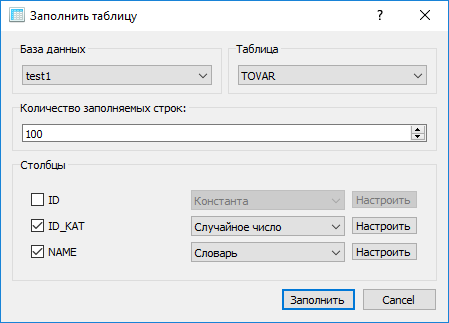 Заполнить таблицу
База данных
Таблица
test1
TOVAR
Количество заполняемых строк:
100
Столбцы
ID Константа Настроить
ID_KAT Случайное число Настроить
NAME Словарь Настроить
Заполнить Cancel